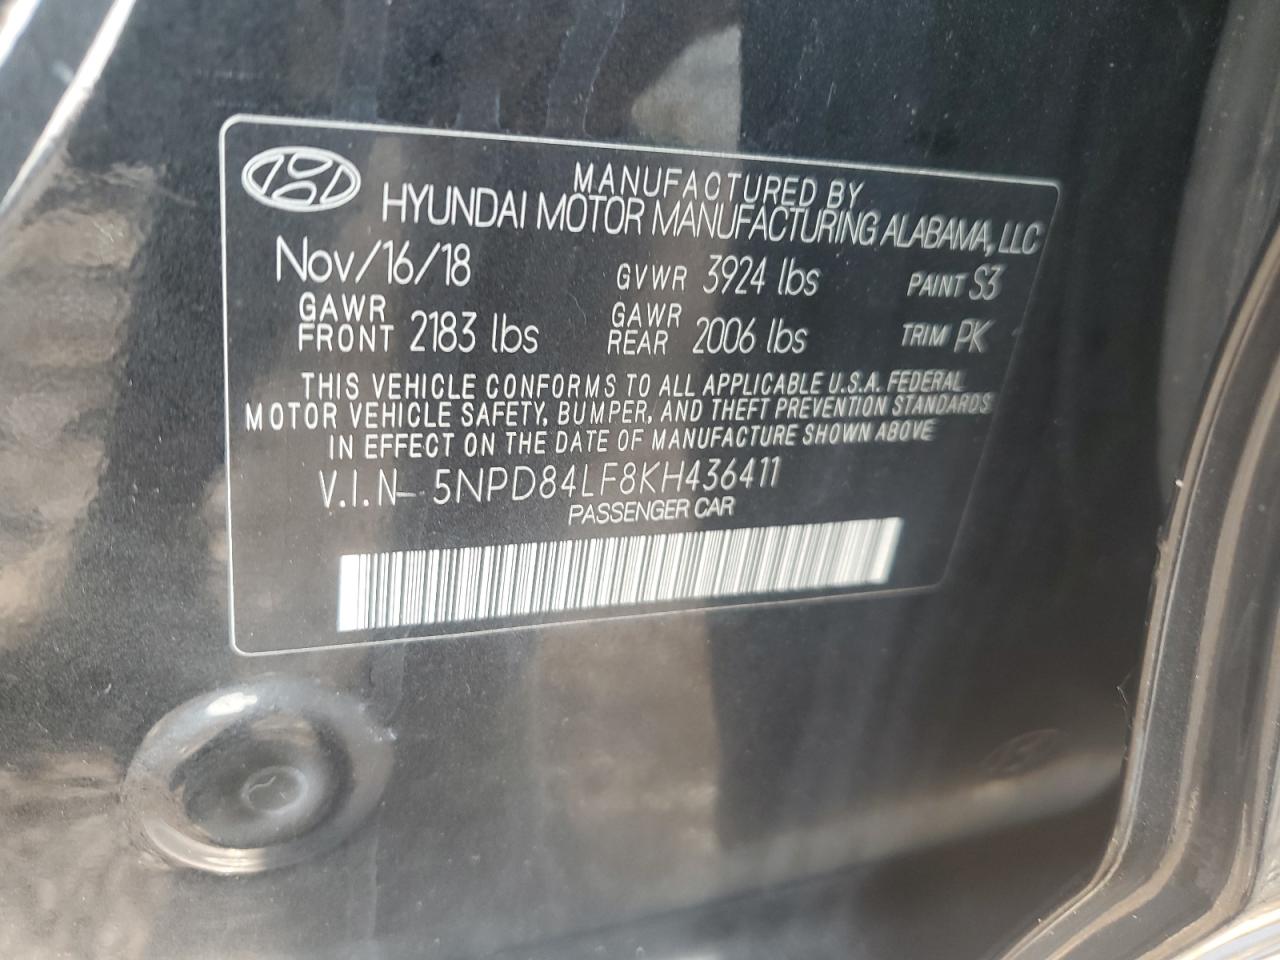 MANUFACTURED BY
HYUNDAI MOTOR MANUFACTURING ALABAMA, LLC
Nov/16/18 GVWR 3924 lbs PAINT S3
GAWR FRONT 2183 lbs GAWR REAR 2006 lbs TRIM PK
THIS VEHICLE CONFORMS TO ALL APPLICABLE U.S.A. FEDERAL
MOTOR VEHICLE SAFETY, BUMPER, AND THEFT PREVENTION STANDARDS
IN EFFECT ON THE DATE OF MANUFACTURE SHOWN ABOVE
V.I.N- 5NPD84LF8KH436411
PASSENGER CAR